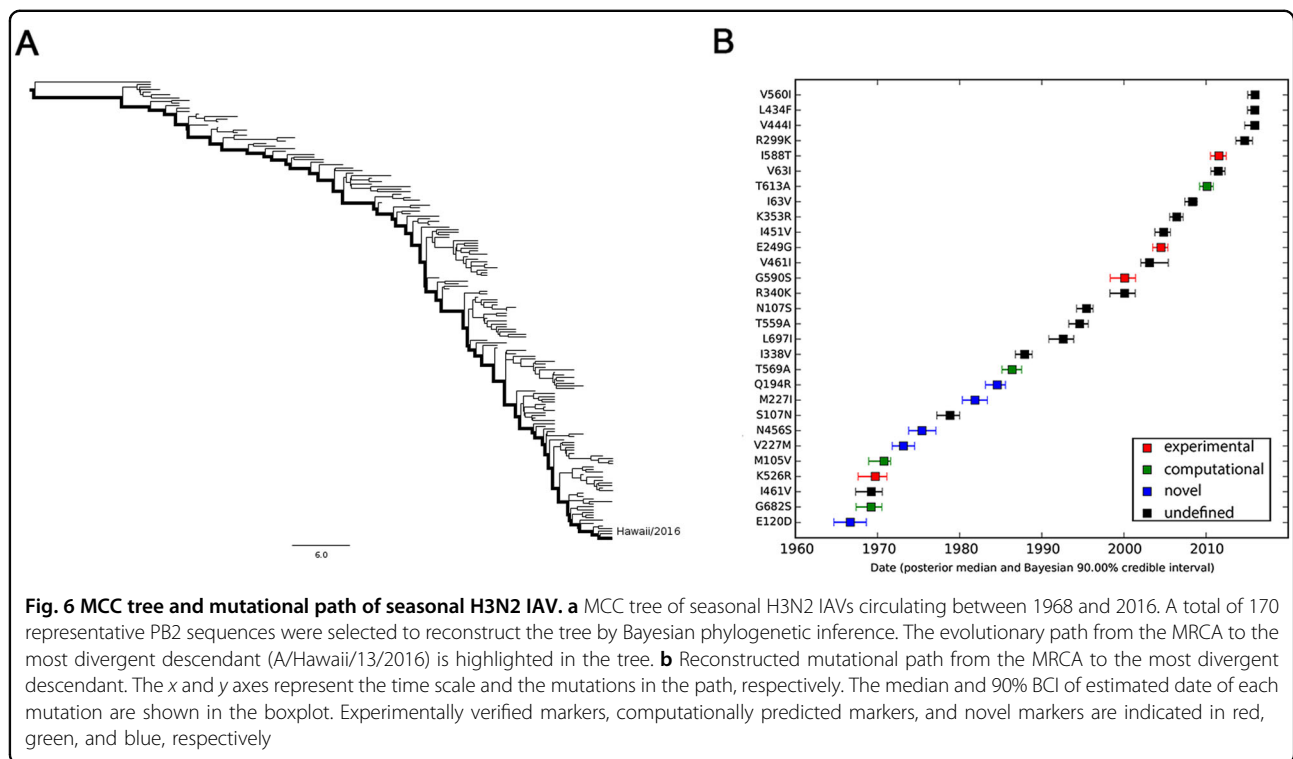 A
Hawaii/2016
6.0
B
V560I
L434F
V444I
R299K
I588T
V63I
T613A
I63V
K353R
I451V
E249G
V461I
G590S
R340K
N107S
T559A
L697I
I338V
T569A
Q194R
M227I
S107N
N456S
V227M
M105V
K526R
I461V
G682S
E120D
experimental
computational
novel
undefined
1960 1970 1980 1990 2000 2010
Date (posterior median and Bayesian 90.00% credible interval)
Fig. 6 MCC tree and mutational path of seasonal H3N2 IAV. a MCC tree of seasonal H3N2 IAVs circulating between 1968 and 2016. A total of 170
representative PB2 sequences were selected to reconstruct the tree by Bayesian phylogenetic inference. The evolutionary path from the MRCA to the
most divergent descendant (A/Hawaii/13/2016) is highlighted in the tree. b Reconstructed mutational path from the MRCA to the most divergent
descendant. The x and y axes represent the time scale and the mutations in the path, respectively. The median and 90% BCI of estimated date of each
mutation are shown in the boxplot. Experimentally verified markers, computationally predicted markers, and novel markers are indicated in red,
green, and blue, respectively